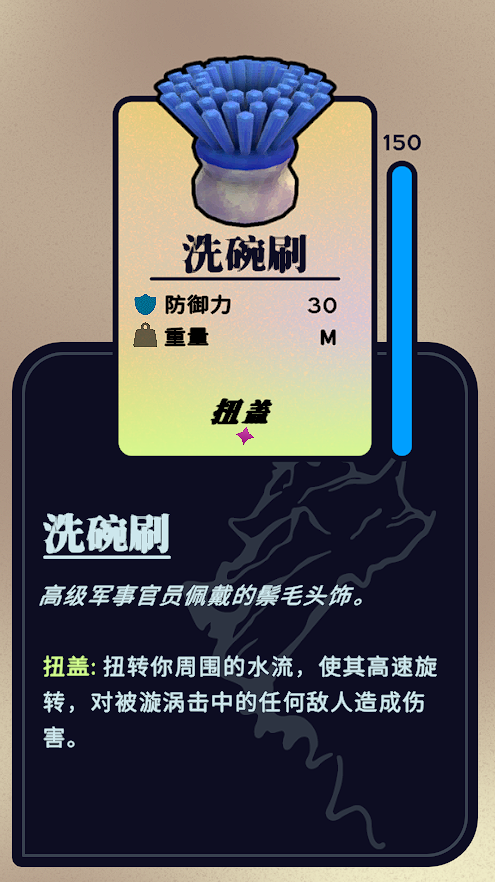 150
洗碗刷
防御力 30
重量 M
扭盖
洗碗刷
高级军事官员佩戴的鬃毛头饰。
扭盖: 扭转你周围的水流，使其高速旋
转，对被漩涡击中的任何敌人造成伤
害。